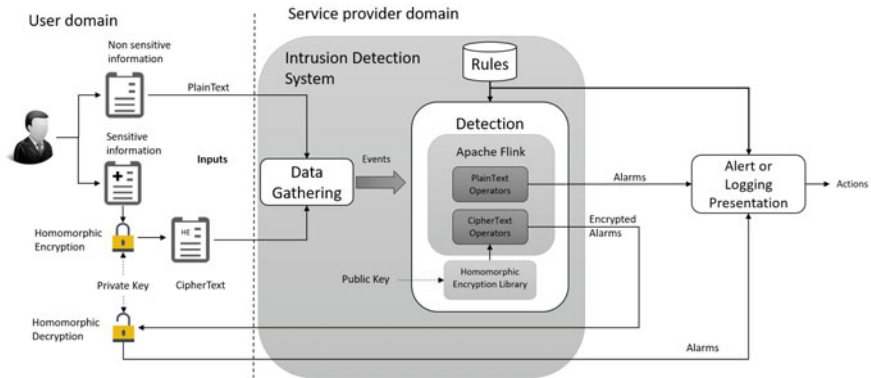 User domain
Service provider domain
Non sensitive
information
PlainText
Sensitive
information
Inputs
Homomorphic
Encryption
HE
CipherText
Private Key
Homomorphic
Decryption
Intrusion Detection
System
Rules
Data
Gathering
Events
Detection
Apache Flink
PlainText
Operators
CipherText
Operators
Public Key
Homomorphic
Encryption Library
Alarms
Encrypted
Alarms
Alert or
Logging
Presentation
Actions
Alarms